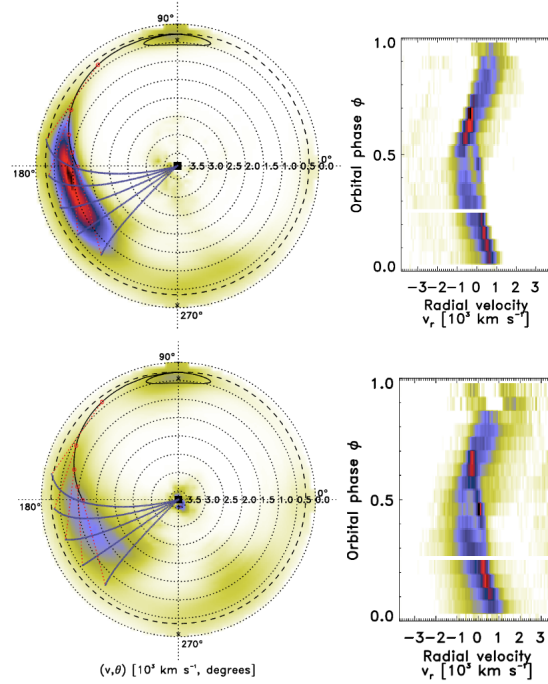 90°
180°
3.5 3.0 2.5 2.0 1.5 1.0 0.5 0.0
0°
270°
1.0
0.5
0.0
Orbital phase ϕ
−3−2−1 0 1 2 3
Radial velocity
v_r [10³ km s⁻¹]
90°
180°
3.5 3.0 2.5 2.0 1.5 1.0 0.5 0.0
0°
270°
(v,θ) [10³ km s⁻¹, degrees]
1.0
0.5
0.0
Orbital phase ϕ
−3−2−1 0 1 2 3
Radial velocity
v_r [10³ km s⁻¹]